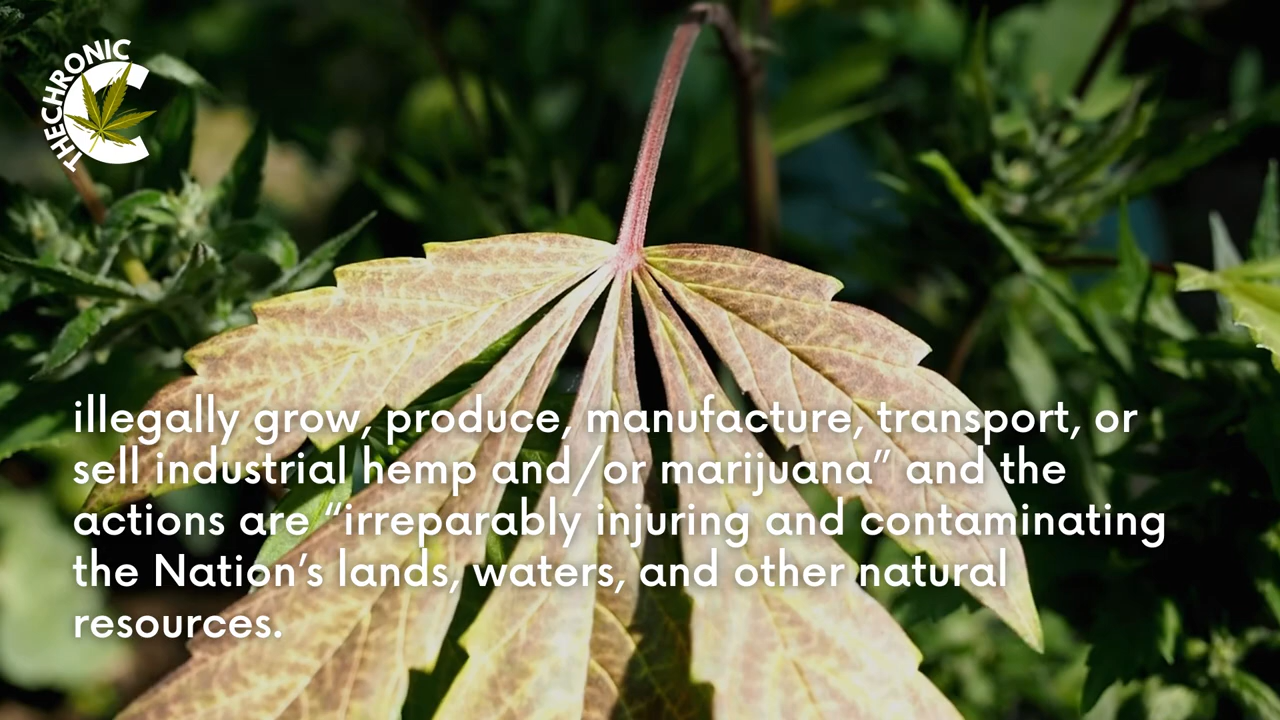 THECHRONIC
illegally grow, produce, manufacture, transport, or
sell industrial hemp and/or marijuana” and the
actions are “irreparably injuring and contaminating
the Nation’s lands, waters, and other natural
resources.